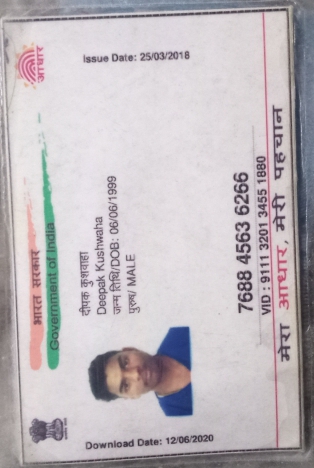 भारत सरकार
Government of India
Issue Date: 25/03/2018
आधार
Download Date: 12/06/2020
दीपक कुशवाहा
Deepak Kushwaha
जन्म तिथि/DOB: 06/06/1999
पुरुष/ MALE
7688 4563 6266
VID : 9111 3201 3455 1880
मेरा आधार, मेरी पहचान